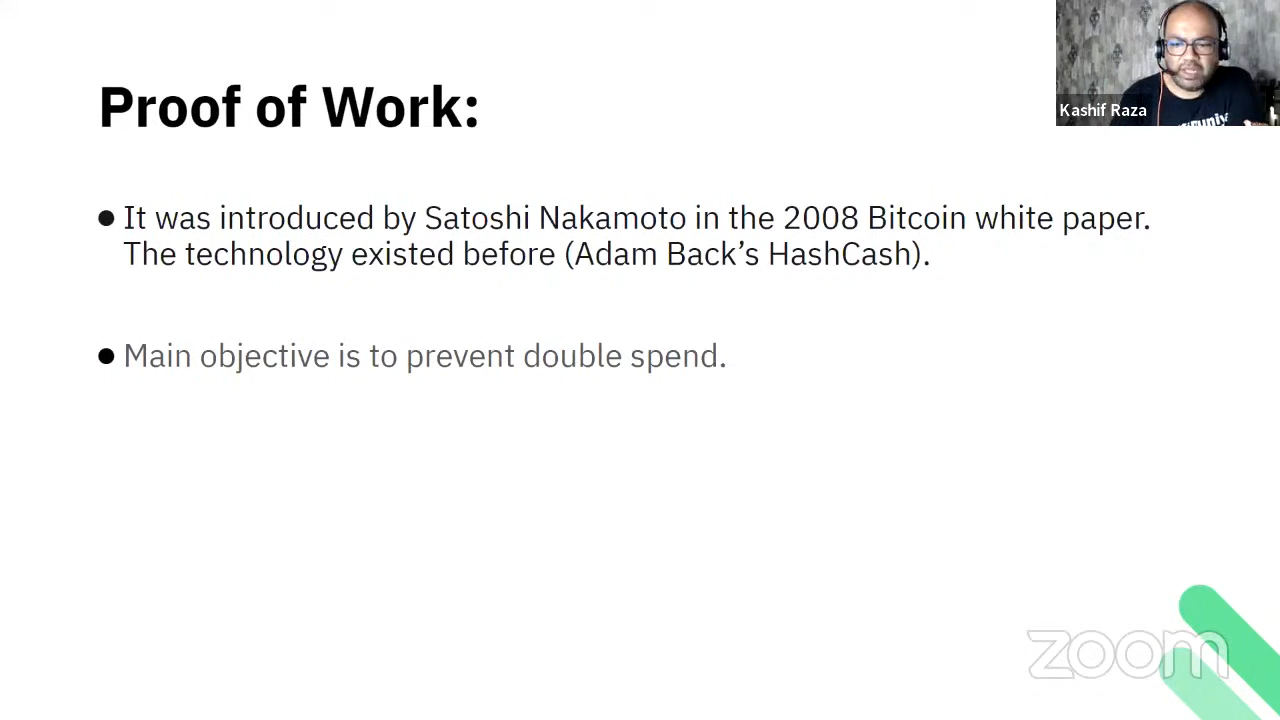 Proof of Work:
Kashif Raza
● It was introduced by Satoshi Nakamoto in the 2008 Bitcoin white paper.
The technology existed before (Adam Back’s HashCash).
● Main objective is to prevent double spend.
zoom